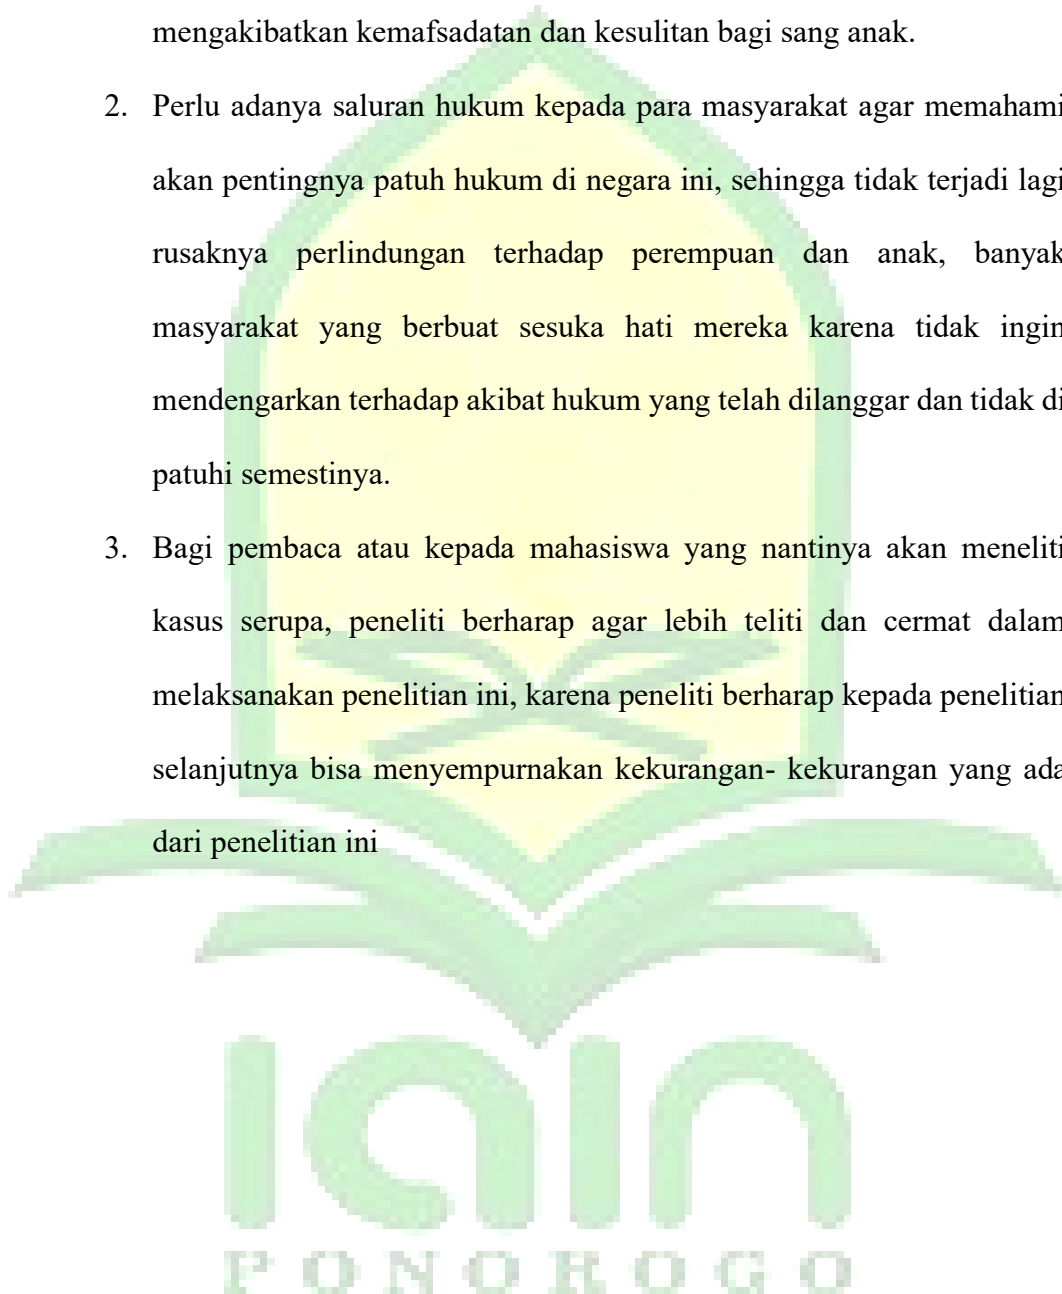 mengakibatkan kemafsadatan dan kesulitan bagi sang anak.
2. Perlu adanya saluran hukum kepada para masyarakat agar memahami
akan pentingnya patuh hukum di negara ini, sehingga tidak terjadi lagi
rusaknya perlindungan terhadap perempuan dan anak, banyak
masyarakat yang berbuat sesuka hati mereka karena tidak ingin
mendengarkan terhadap akibat hukum yang telah dilanggar dan tidak di
patuhi semestinya.
3. Bagi pembaca atau kepada mahasiswa yang nantinya akan meneliti
kasus serupa, peneliti berharap agar lebih teliti dan cermat dalam
melaksanakan penelitian ini, karena peneliti berharap kepada penelitian
selanjutnya bisa menyempurnakan kekurangan- kekurangan yang ada
dari penelitian ini
iain
PONOROGO